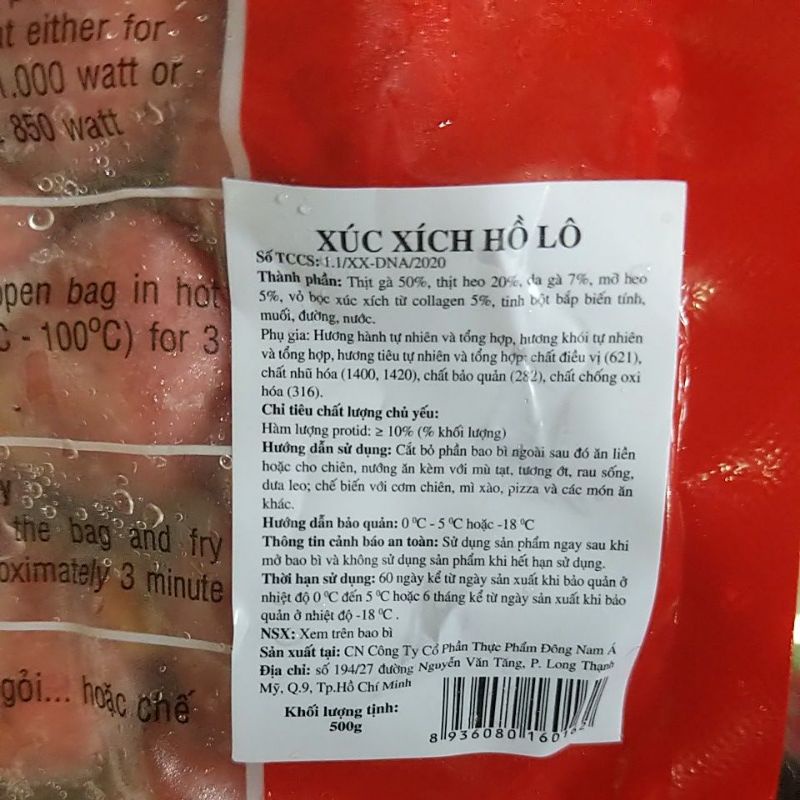 at either for
1.000 watt or
850 watt
open bag in hot
C - 100°C) for 3
the bag and fry
oximately 3 minute
gỏi... hoặc chế
XÚC XÍCH HỒ LÔ
Số TCCS: 1.1/XX-DNA/2020
Thành phần: Thịt gà 50%, thịt heo 20%, da gà 7%, mỡ heo
5%, vỏ bọc xúc xích từ collagen 5%, tinh bột bắp biến tính,
muối, đường, nước.
Phụ gia: Hương hành tự nhiên và tổng hợp, hương khói tự nhiên
và tổng hợp, hương tiêu tự nhiên và tổng hợp; chất điều vị (621),
chất nhũ hóa (1400, 1420), chất bảo quản (282), chất chống oxi
hóa (316).
Chỉ tiêu chất lượng chủ yếu:
Hàm lượng protid: ≥ 10% (% khối lượng)
Hướng dẫn sử dụng: Cắt bỏ phần bao bì ngoài sau đó ăn liền
hoặc cho chiên, nướng ăn kèm với mù tạt, tương ớt, rau sống,
dưa leo; chế biến với cơm chiên, mì xào, pizza và các món ăn
khác.
Hướng dẫn bảo quản: 0 ⁰C - 5 ⁰C hoặc -18 ⁰C
Thông tin cảnh báo an toàn: Sử dụng sản phẩm ngay sau khi
mở bao bì và không sử dụng sản phẩm khi hết hạn sử dụng.
Thời hạn sử dụng: 60 ngày kể từ ngày sản xuất khi bảo quản ở
nhiệt độ 0 ⁰C đến 5 ⁰C hoặc 6 tháng kể từ ngày sản xuất khi bảo
quản ở nhiệt độ -18 ⁰C .
NSX: Xem trên bao bì
Sản xuất tại: CN Công Ty Cổ Phần Thực Phẩm Đông Nam Á
Địa chỉ: số 194/27 đường Nguyễn Văn Tăng, P. Long Thạnh
Mỹ, Q.9, Tp.Hồ Chí Minh
Khối lượng tịnh:
500g
8 936080 160162